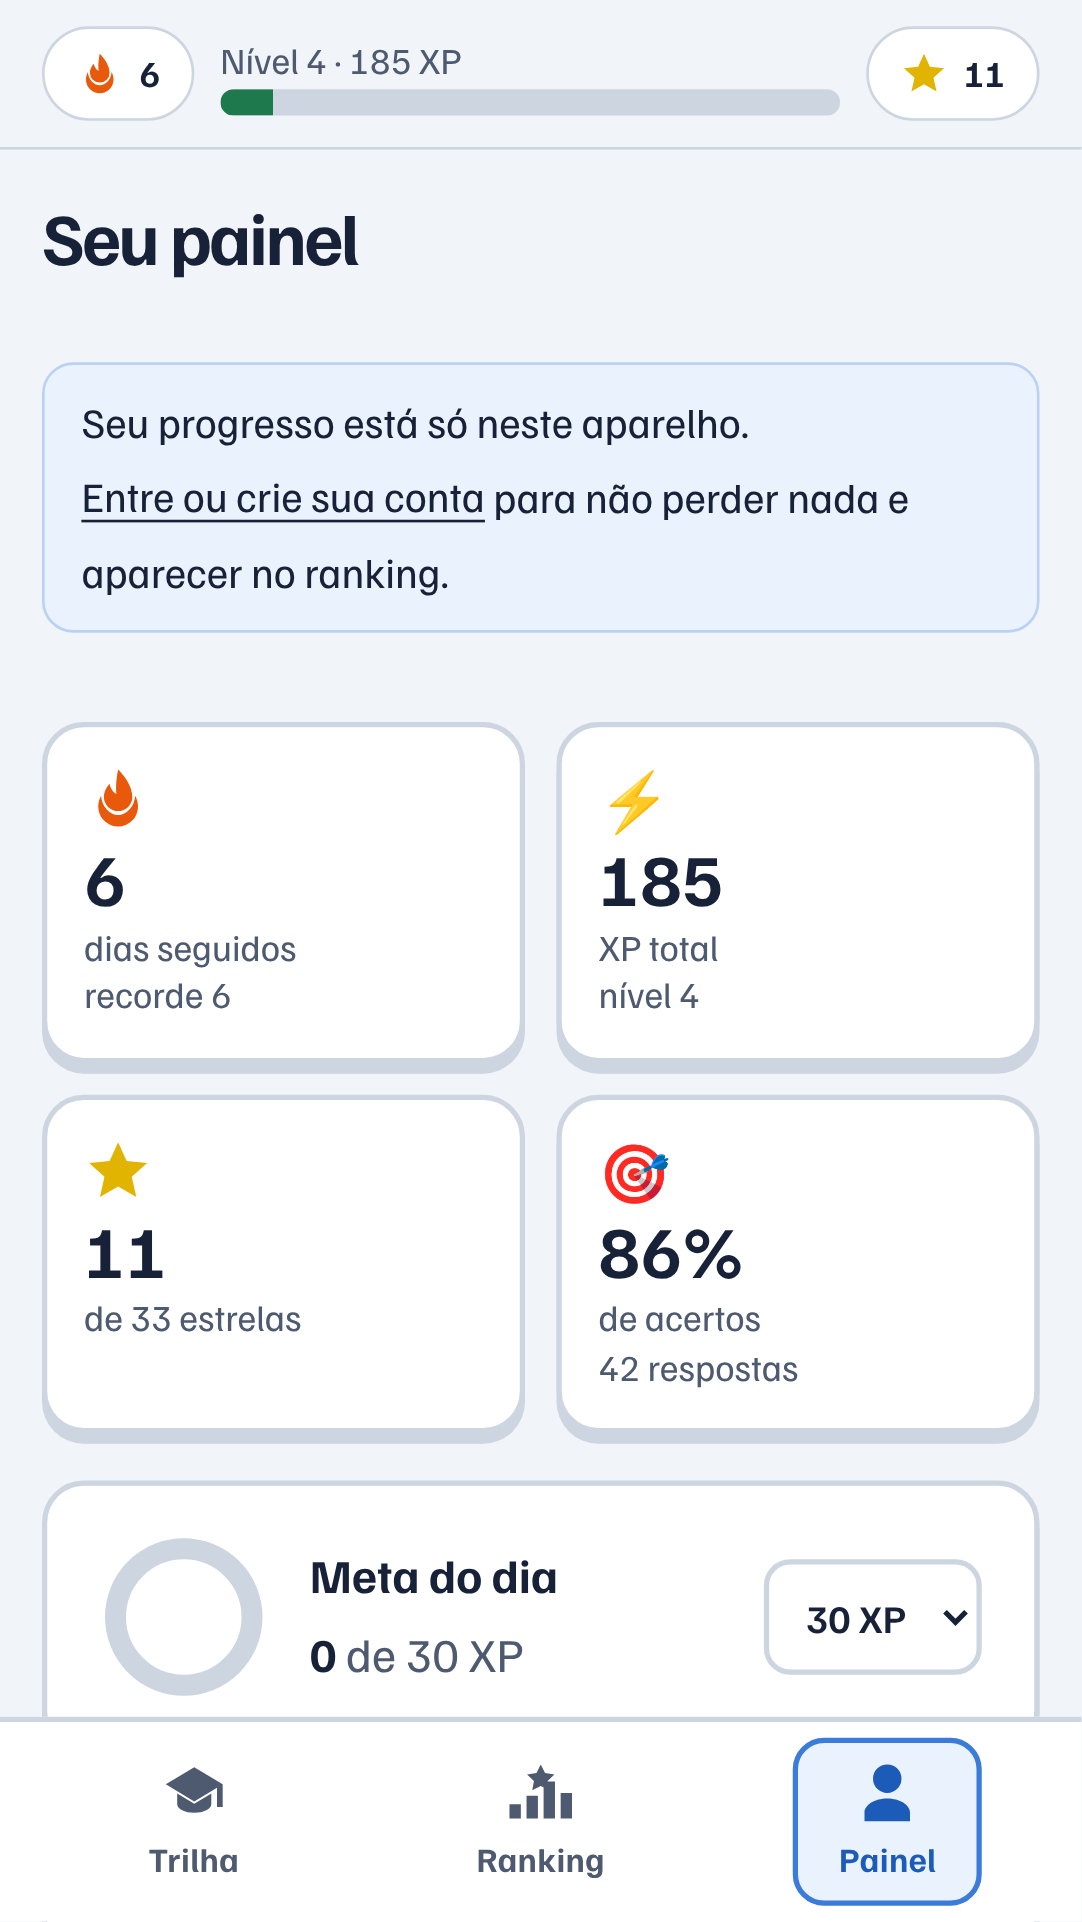 6
Nível 4 · 185 XP
11
Seu painel
Seu progresso está só neste aparelho.
Entre ou crie sua conta para não perder nada e
aparecer no ranking.
6
dias seguidos
recorde 6
185
XP total
nível 4
11
de 33 estrelas
86%
de acertos
42 respostas
Meta do dia
0 de 30 XP
30 XP
Trilha
Ranking
Painel